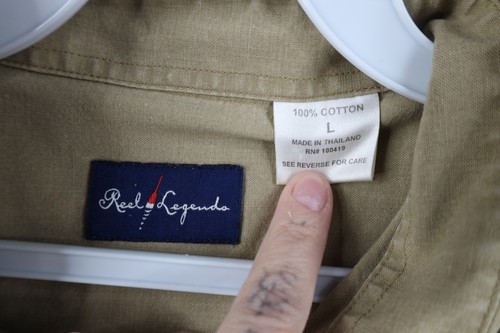 100% COTTON
L
MADE IN THAILAND
RN# 100419
SEE REVERSE FOR CARE
Reel Legends